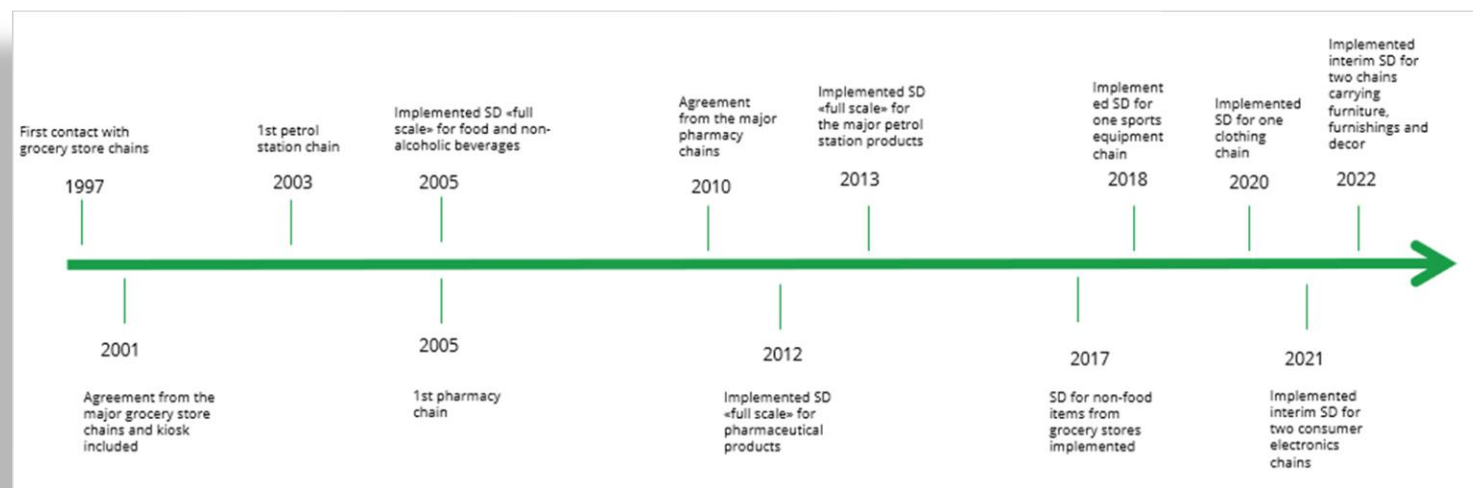 First contact with
grocery store chains
1997
1st petrol
station chain
2003
Implemented SD «full
scale» for food and non-
alcoholic beverages
2005
Agreement
from the major
pharmacy
chains
2010
Implemented SD
«full scale» for
the major petrol
station products
2013
Implement
ed SD for
one sports
equipment
chain
2018
Implemented
SD for one
clothing
chain
2020
Implemented
interim SD for
two chains
carrying
furniture,
furnishings and
decor
2022
2001
Agreement from the
major grocery store
chains and kiosk
included
2005
1st pharmacy
chain
2012
Implemented SD
«full scale» for
pharmaceutical
products
2017
SD for non-food
items from
grocery stores
implemented
2021
Implemented
interim SD for
two consumer
electronics
chains